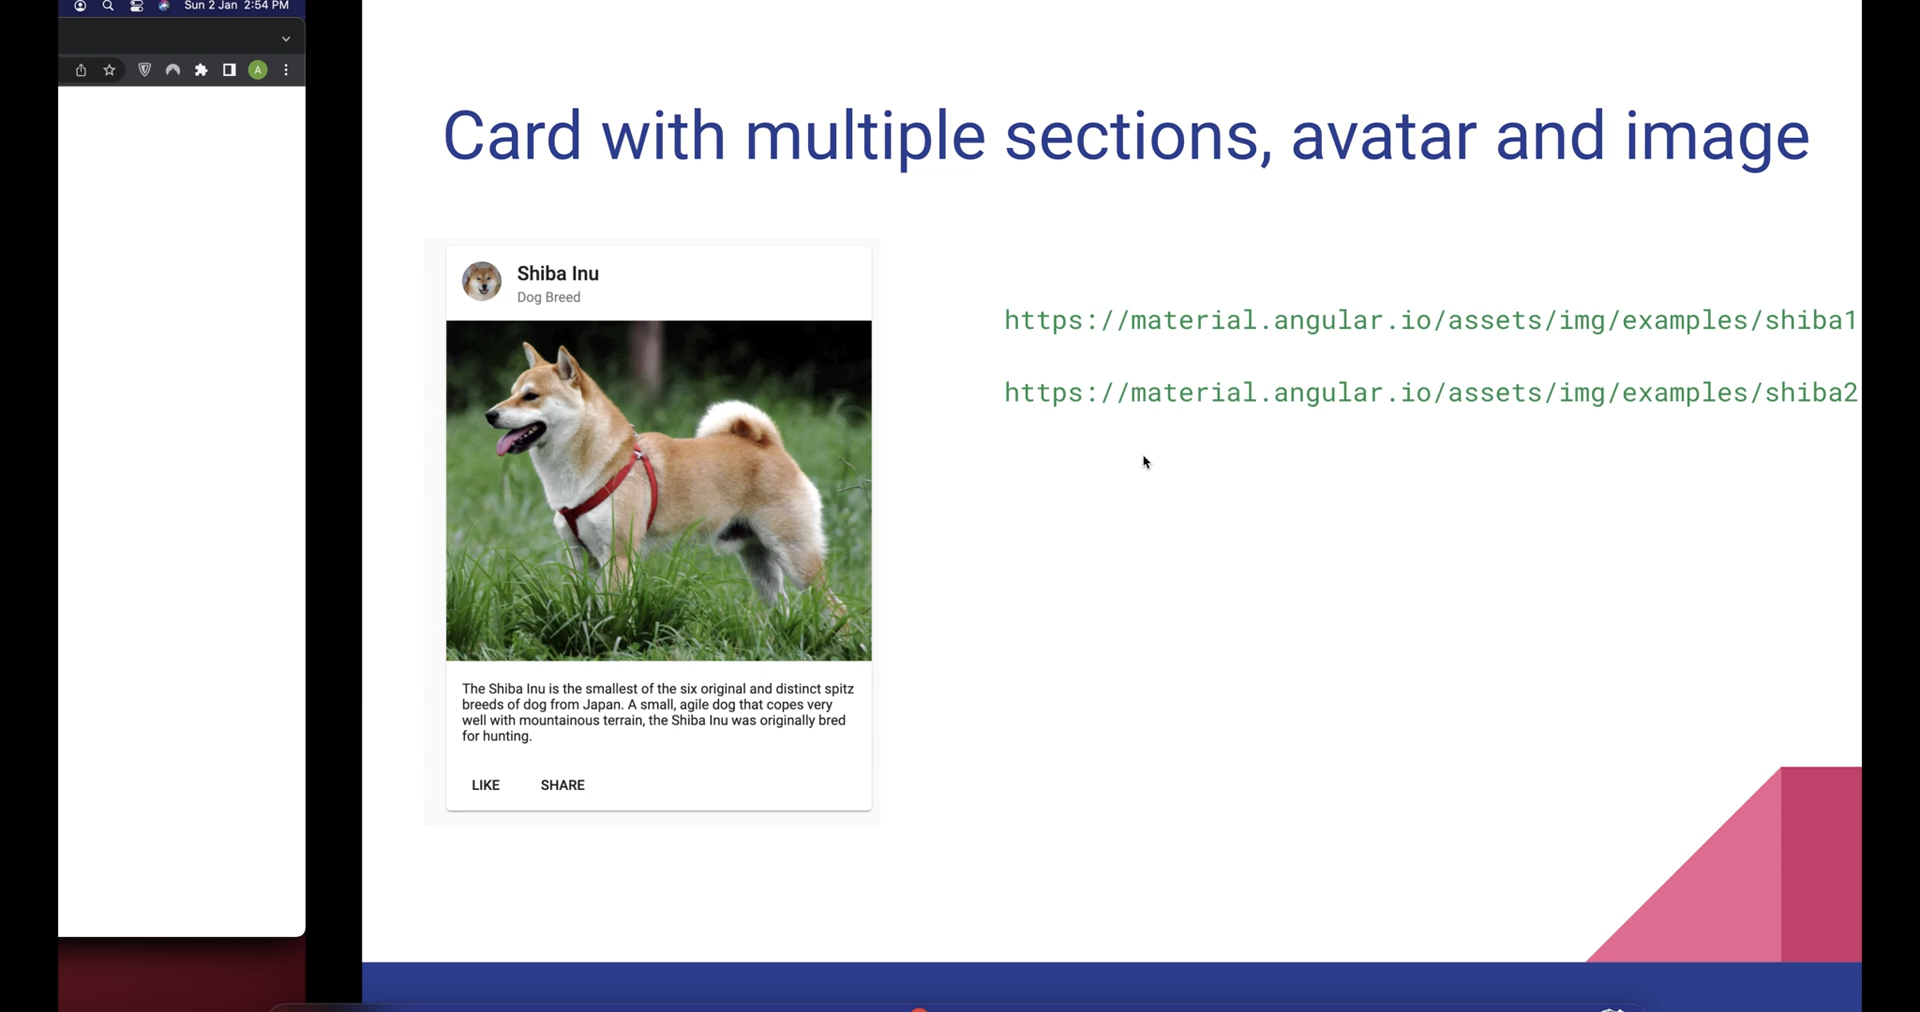 Sun 2 Jan 2:54 PM
A
Card with multiple sections, avatar and image
Shiba Inu
Dog Breed
https://material.angular.io/assets/img/examples/shiba1
https://material.angular.io/assets/img/examples/shiba2
The Shiba Inu is the smallest of the six original and distinct spitz
breeds of dog from Japan. A small, agile dog that copes very
well with mountainous terrain, the Shiba Inu was originally bred
for hunting.
LIKE SHARE